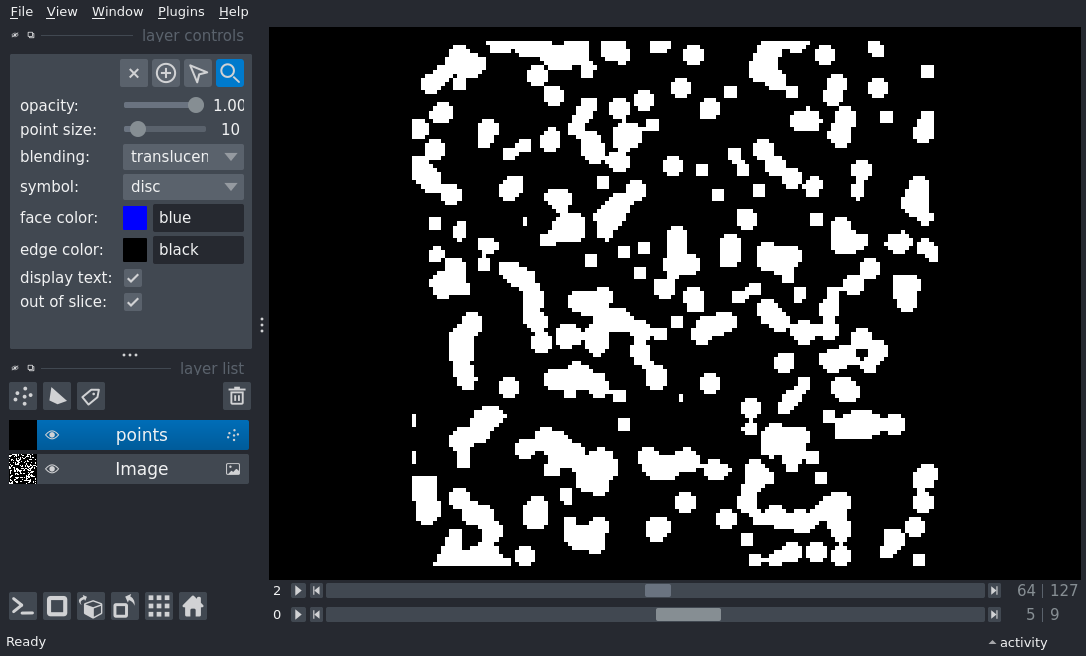 File View Window Plugins Help
layer controls
opacity: 1.00
point size: 10
blending: translucen
symbol: disc
face color: blue
edge color: black
display text:
out of slice:
layer list
points
Image
2 64 | 127
0 5 | 9
Ready activity